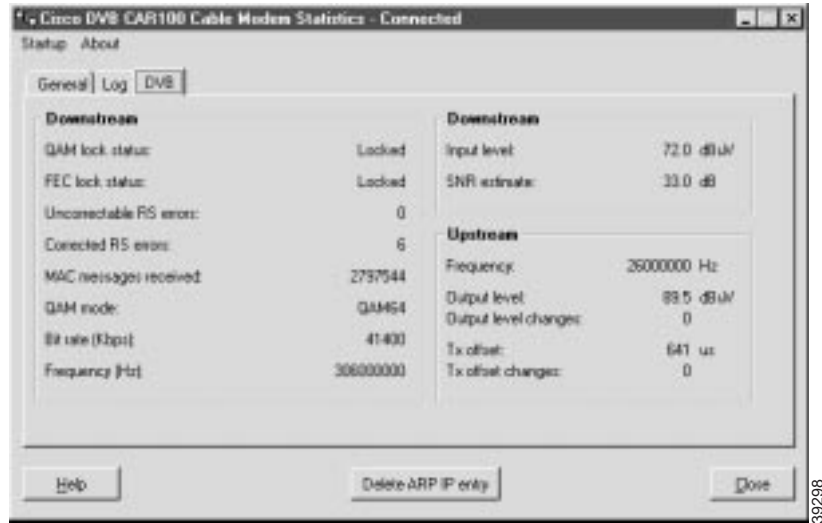 Cisco DVB CAR100 Cable Modem Statistics - Connected
Startup About
General Log DVB
Downstream
QAM lock status: Locked
FEC lock status: Locked
Uncorrectable RS errors: 0
Corrected RS errors: 6
MAC messages received: 2797544
QAM mode: QAM64
Bit rate (Kbps): 41400
Frequency (Hz): 306000000
Downstream
Input level: 72.0 dBuV
SNR estimate: 33.0 dB
Upstream
Frequency: 26000000 Hz
Output level: 89.5 dBuV
Output level changes: 0
Tx offset: 641 us
Tx offset changes: 0
Help Delete ARP IP entry Close
39298